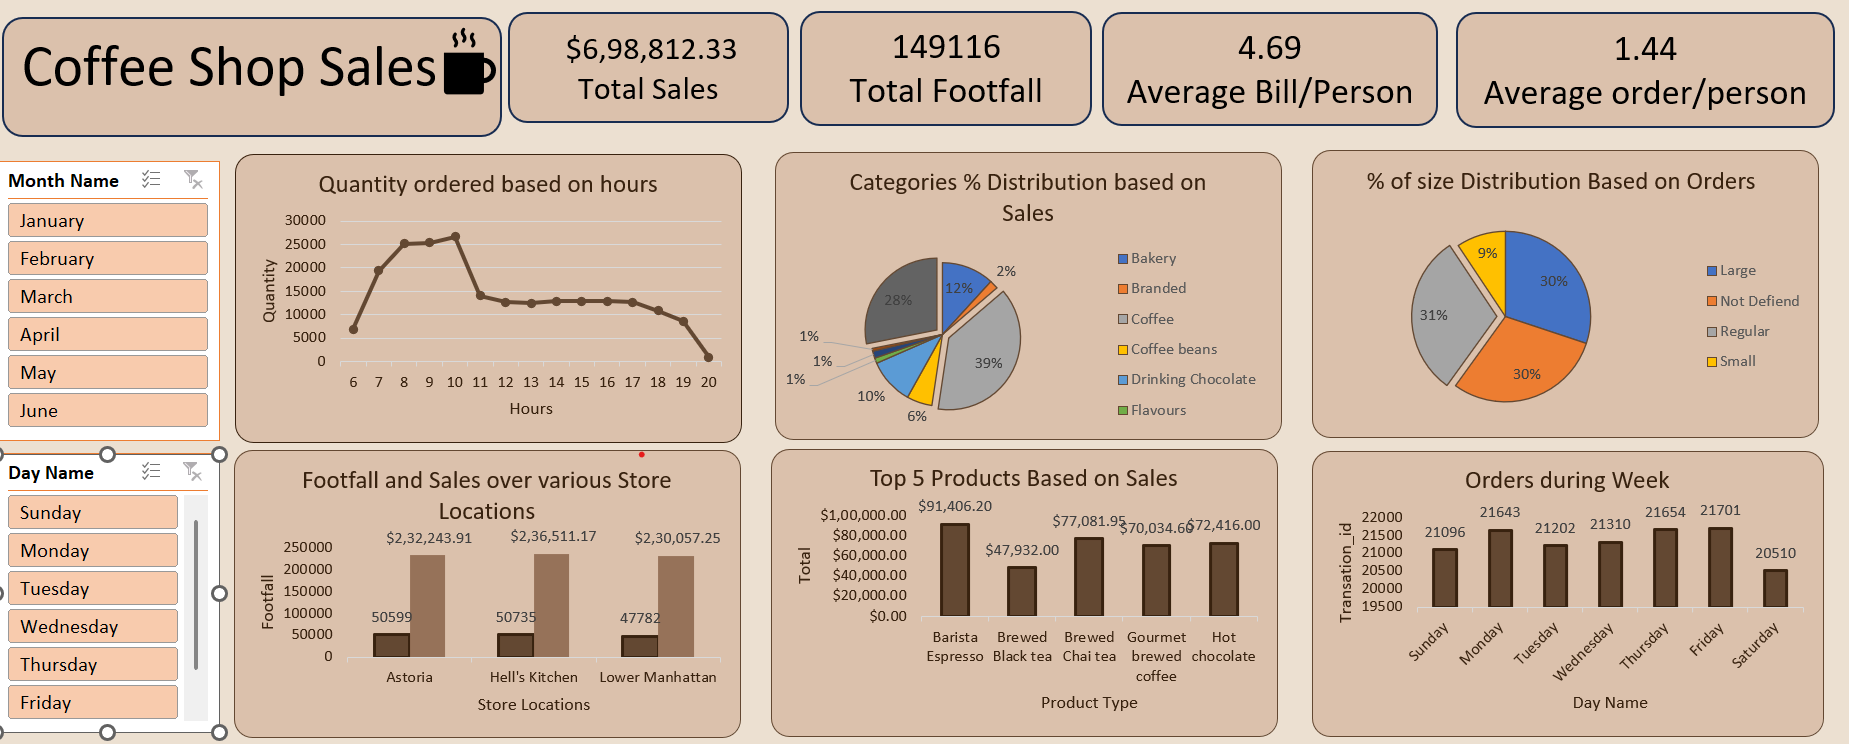 Coffee Shop Sales
$6,98,812.33
Total Sales
149116
Total Footfall
4.69
Average Bill/Person
1.44
Average order/person
Month Name
January
February
March
April
May
June
Day Name
Sunday
Monday
Tuesday
Wednesday
Thursday
Friday
Quantity ordered based on hours
Quantity
30000
25000
20000
15000
10000
5000
0
6 7 8 9 10 11 12 13 14 15 16 17 18 19 20
Hours
Categories % Distribution based on
Sales
12%
2%
39%
6%
10%
1%
1%
1%
28%
Bakery
Branded
Coffee
Coffee beans
Drinking Chocolate
Flavours
% of size Distribution Based on Orders
30%
30%
31%
9%
Large
Not Defiend
Regular
Small
Footfall and Sales over various Store
Locations
Footfall
250000
200000
150000
100000
50000
0
$2,32,243.91 $2,36,511.17 $2,30,057.25
50599 50735 47782
Astoria Hell's Kitchen Lower Manhattan
Store Locations
Top 5 Products Based on Sales
Total
$1,00,000.00
$80,000.00
$60,000.00
$40,000.00
$20,000.00
$0.00
$91,406.20
$47,932.00
$77,081.95
$70,034.60
$72,416.00
Barista
Espresso
Brewed
Black tea
Brewed
Chai tea
Gourmet
brewed
coffee
Hot
chocolate
Product Type
Orders during Week
Transation_id
22000
21500
21000
20500
20000
19500
21096
21643
21202
21310
21654
21701
20510
Sunday
Monday
Tuesday
Wednesday
Thursday
Friday
Saturday
Day Name